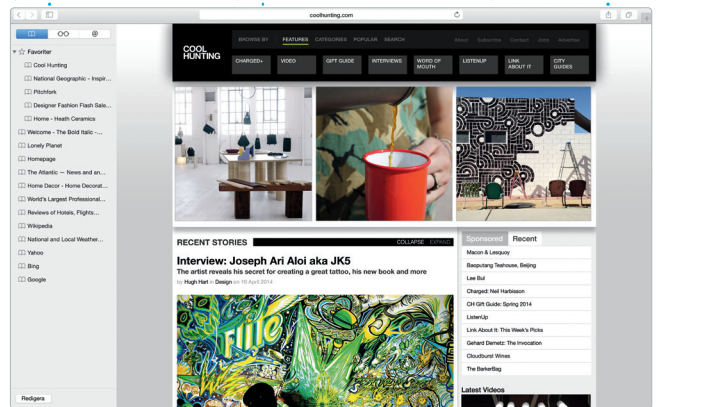 coolhunting.com
@
Favoriter
Cool Hunting
National Geographic - Inspir...
Pitchfork
Designer Fashion Flash Sale...
Home - Heath Ceramics
Welcome - The Bold Italic -...
Lonely Planet
Homepage
The Atlantic — News and an...
Home Decor - Home Decorat...
World's Largest Professional...
Reviews of Hotels, Flights...
Wikipedia
National and Local Weather...
Yahoo
Bing
Google
Redigera
COOL
HUNTING
BROWSE BY FEATURES CATEGORIES POPULAR SEARCH
About Subscribe Contact Jobs Advertise
CHARGED+ VIDEO GIFT GUIDE INTERVIEWS WORD OF MOUTH LISTENUP LINK ABOUT IT CITY GUIDES
RECENT STORIES COLLAPSE EXPAND
Interview: Joseph Ari Aloi aka JK5
The artist reveals his secret for creating a great tattoo, his new book and more
by Hugh Hart in Design on 16 April 2014
Sponsored Recent
Macon & Lesquoy
Baoputang Teahouse, Beijing
Lee Bul
Charged: Neil Harbisson
CH Gift Guide: Spring 2014
ListenUp
Link About It: This Week's Picks
Gehard Demetz: The Invocation
Cloudburst Wines
The BarkerBag
Latest Videos